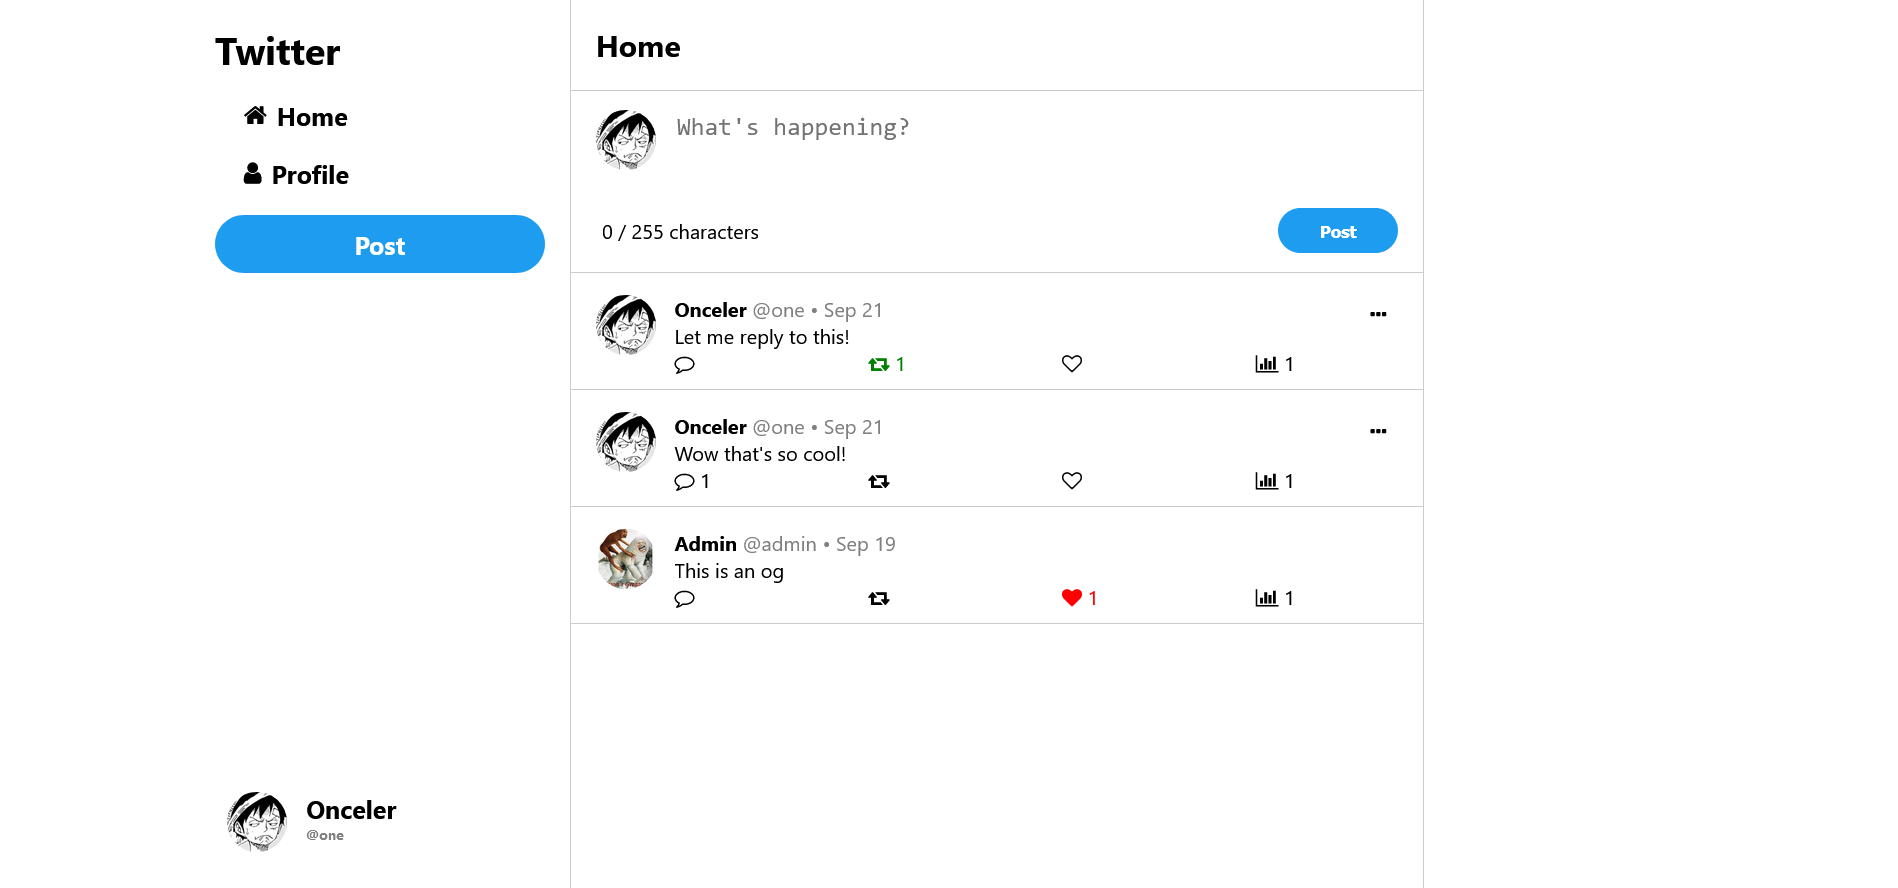 Twitter
Home
Profile
Post
Onceler
@one
Home
What's happening?
0 / 255 characters
Post
Onceler @one • Sep 21
Let me reply to this!
1 1
Onceler @one • Sep 21
Wow that's so cool!
1 1
Admin @admin • Sep 19
This is an og
1 1